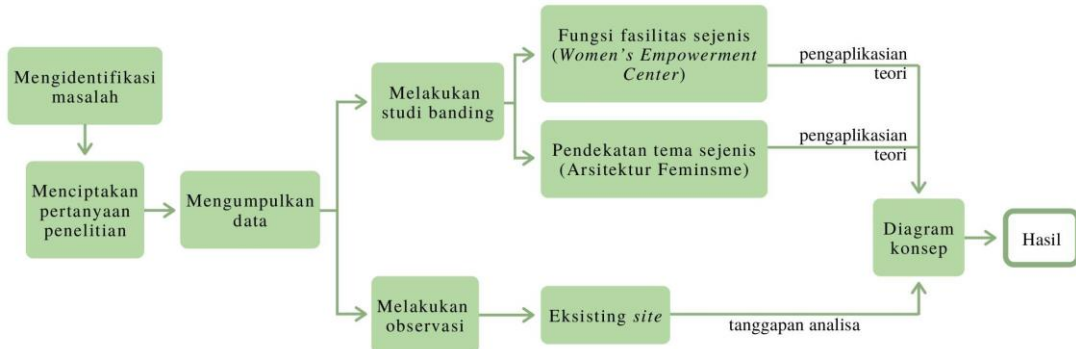 Mengidentifikasi
masalah
Menciptakan
pertanyaan
penelitian
Mengumpulkan
data
Melakukan
studi banding
Fungsi fasilitas sejenis
(Women's Empowerment
Center)
pengaplikasian
teori
Pendekatan tema sejenis
(Arsitektur Feminsme)
pengaplikasian
teori
Melakukan
observasi
Eksisting site
tanggapan analisa
Diagram
konsep
Hasil